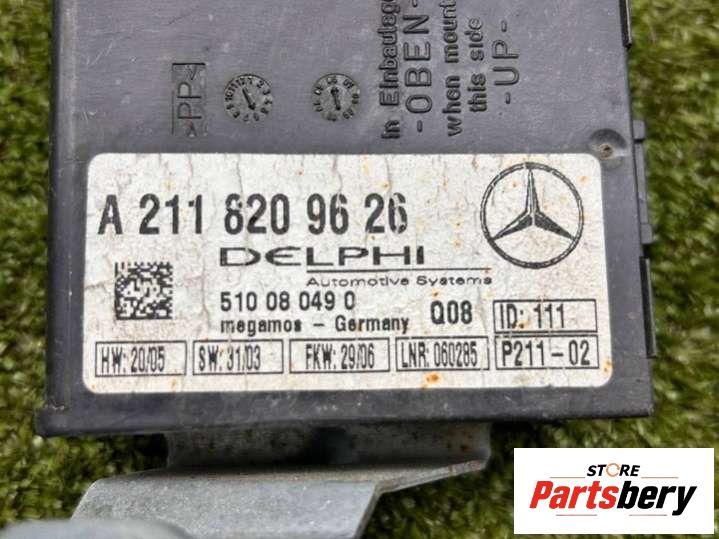 >PP<
in Einbaulage
-OBEN-
when mount
this side
-UP-
A 211 820 96 26
DELPHI
Automotive Systems
510 08 049 0
Q08
ID: 111
megamos - Germany
HW: 20/05
SW: 31/03
FKW: 29/06
LNR: 060285
P211-02
STORE
Partsbery